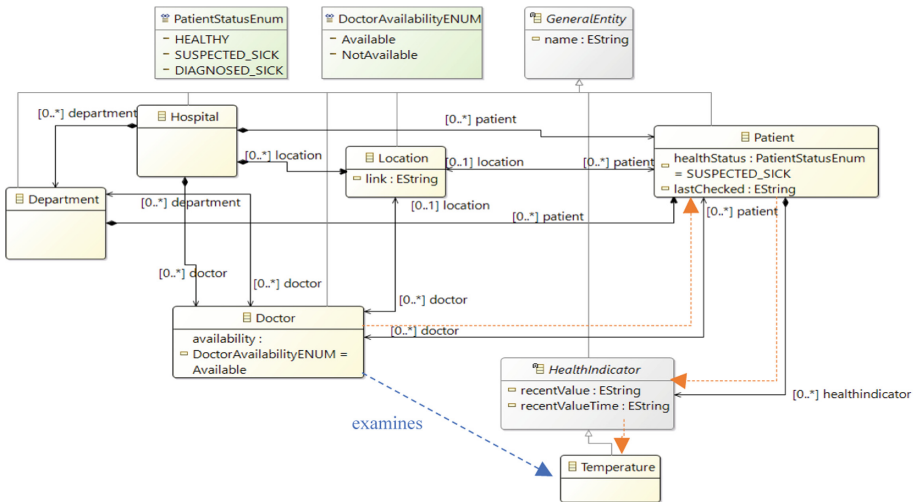 PatientStatusEnum
HEALTHY
SUSPECTED_SICK
DIAGNOSED_SICK
DoctorAvailabilityENUM
Available
NotAvailable
GeneralEntity
name : EString
[0..*] department
Hospital
[0..*] patient
[0..*] location
Location
link : EString
[0..1] location
[0..*] patient
Patient
healthStatus : PatientStatusEnum
= SUSPECTED_SICK
lastChecked : EString
Department
[0..*] department
[0..1] location
[0..*] patient
[0..*] patient
[0..*] doctor
[0..*] doctor
[0..*] doctor
[0..*] doctor
Doctor
availability :
DoctorAvailabilityENUM =
Available
HealthIndicator
recentValue : EString
recentValueTime : EString
[0..*] healthindicator
examines
Temperature